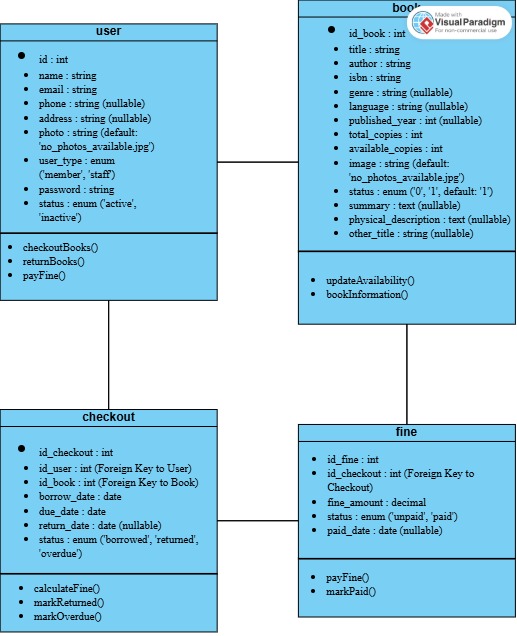 user
id : int
name : string
email : string
phone : string (nullable)
address : string (nullable)
photo : string (default:
'no_photos_available.jpg')
user_type : enum
('member', 'staff')
password : string
status : enum ('active',
'inactive')
checkoutBooks()
returnBooks()
payFine()
book
Made with
Visual Paradigm
For non-commercial use
id_book : int
title : string
author : string
isbn : string
genre : string (nullable)
language : string (nullable)
published_year : int (nullable)
total_copies : int
available_copies : int
image : string (default:
'no_photos_available.jpg')
status : enum ('0', '1', default: '1')
summary : text (nullable)
physical_description : text (nullable)
other_title : string (nullable)
updateAvailability()
bookInformation()
checkout
id_checkout : int
id_user : int (Foreign Key to User)
id_book : int (Foreign Key to Book)
borrow_date : date
due_date : date
return_date : date (nullable)
status : enum ('borrowed', 'returned',
'overdue')
calculateFine()
markReturned()
markOverdue()
fine
id_fine : int
id_checkout : int (Foreign Key to
Checkout)
fine_amount : decimal
status : enum ('unpaid', 'paid')
paid_date : date (nullable)
payFine()
markPaid()